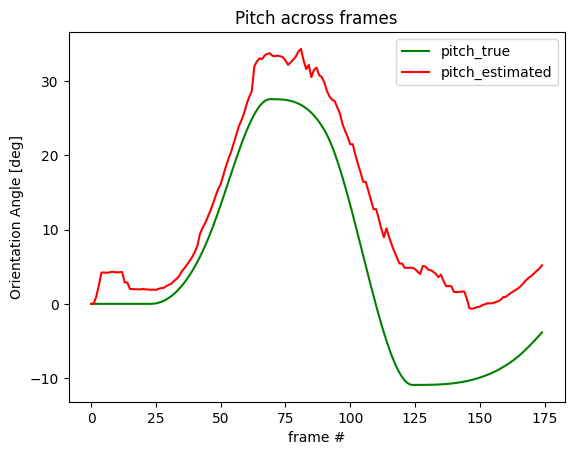 Pitch across frames
pitch_true
pitch_estimated
Orientation Angle [deg]
30
20
10
0
−10
0 25 50 75 100 125 150 175
frame #